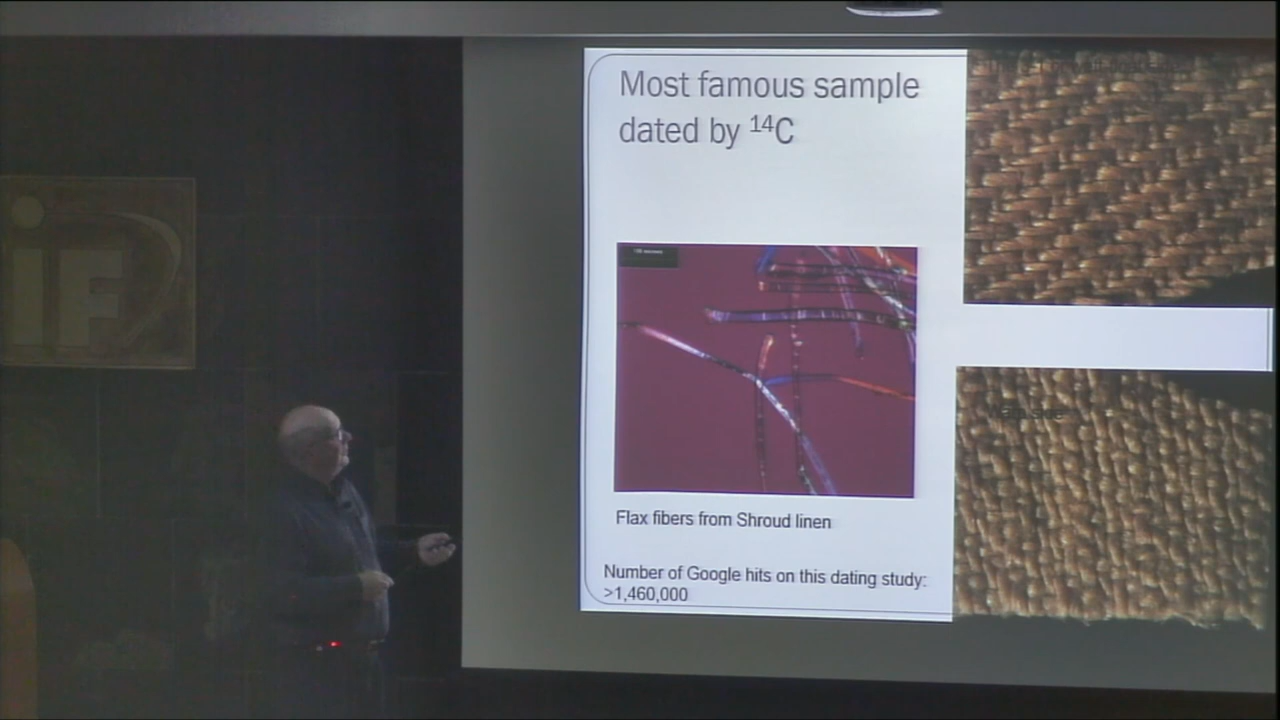 Most famous sample
dated by ¹⁴C
iF
Flax fibers from Shroud linen
Number of Google hits on this dating study:
>1,460,000